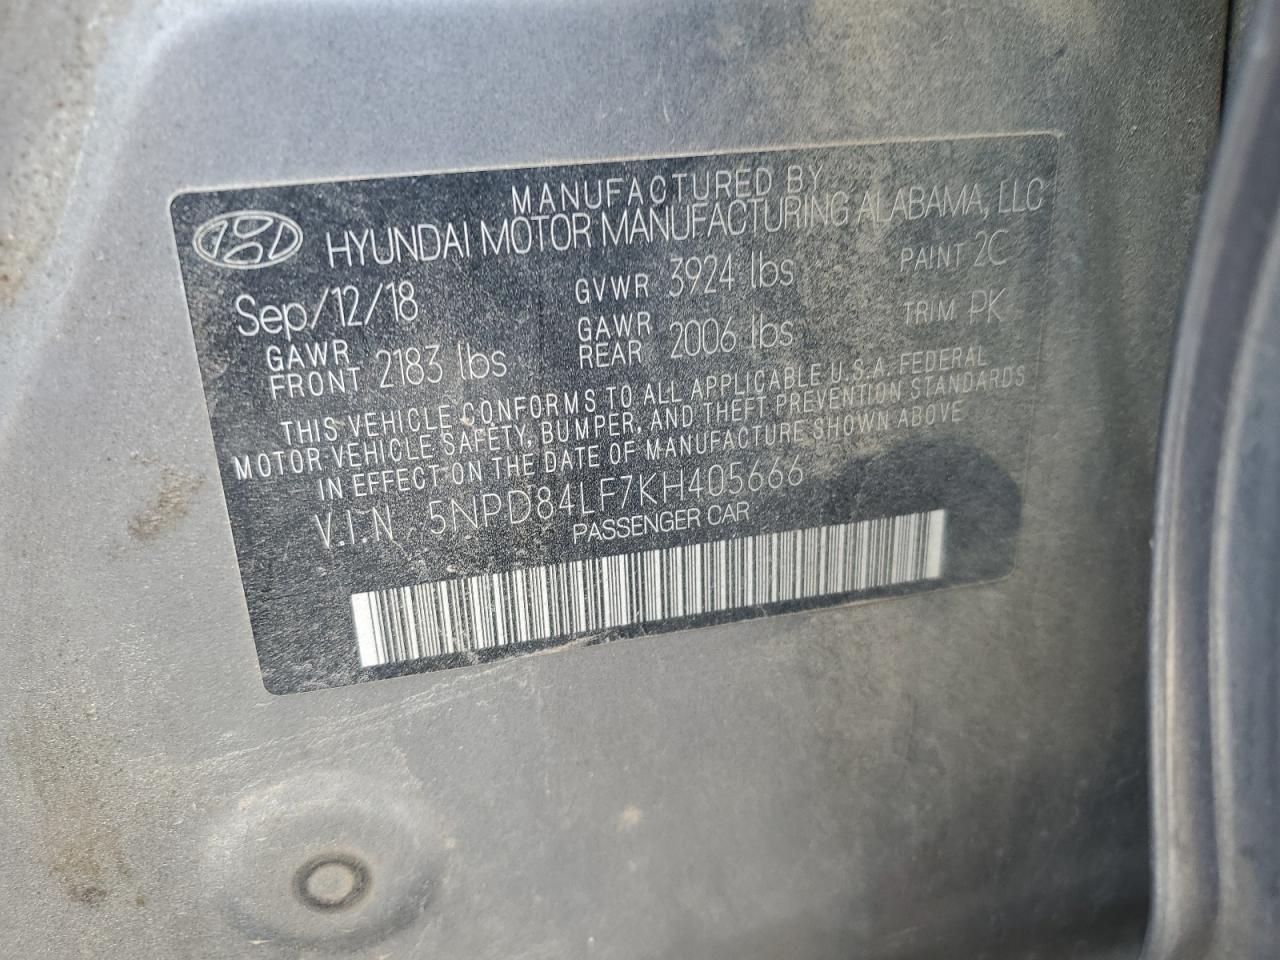 MANUFACTURED BY
HYUNDAI MOTOR MANUFACTURING ALABAMA, LLC
Sep/12/18 GVWR 3924 lbs PAINT 2C
GAWR FRONT 2183 lbs GAWR REAR 2006 lbs TRIM PK
THIS VEHICLE CONFORMS TO ALL APPLICABLE U.S.A. FEDERAL
MOTOR VEHICLE SAFETY, BUMPER, AND THEFT PREVENTION STANDARDS
IN EFFECT ON THE DATE OF MANUFACTURE SHOWN ABOVE
V.I.N 5NPD84LF7KH405666
PASSENGER CAR